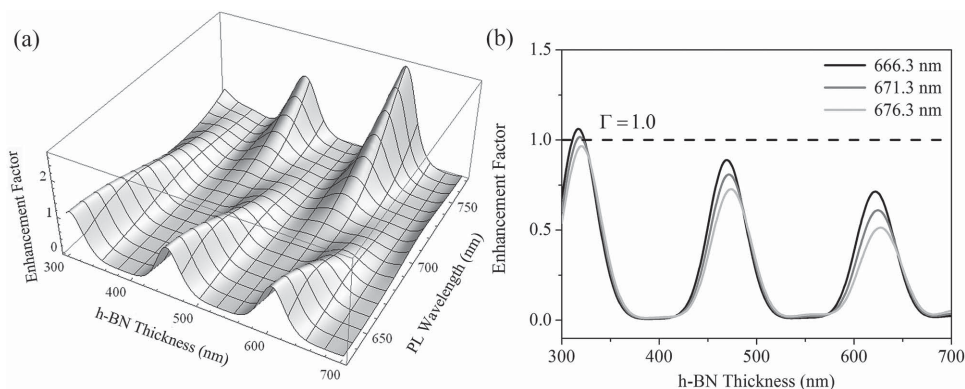 (a)
Enhancement Factor
2
1
0
300
400
500
600
700
h-BN Thickness (nm)
650
700
750
PL Wavelength (nm)
(b)
Enhancement Factor
1.5
1.0
0.5
0.0
Γ = 1.0
666.3 nm
671.3 nm
676.3 nm
300
400
500
600
700
h-BN Thickness (nm)